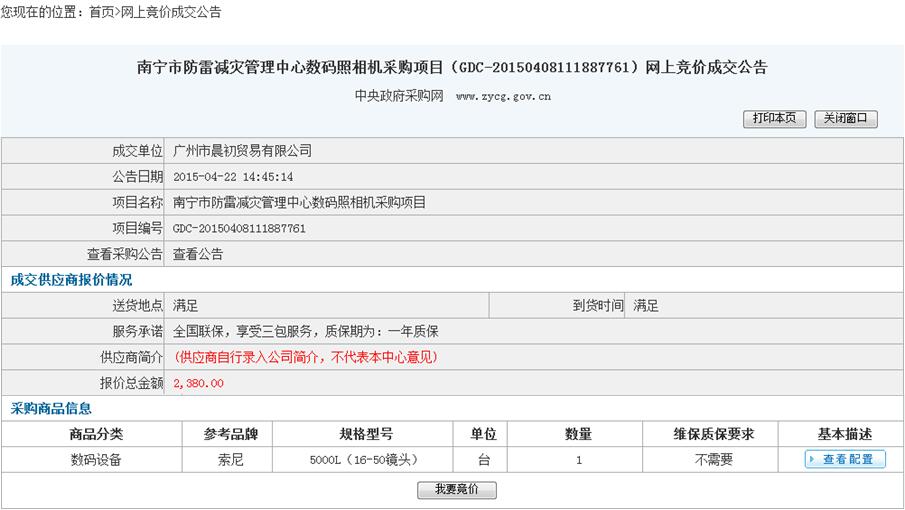 您现在的位置：首页>网上竞价成交公告
南宁市防雷减灾管理中心数码照相机采购项目（GDC-20150408111887761）网上竞价成交公告
中央政府采购网 www.zycg.gov.cn
打印本页 关闭窗口
成交单位 广州市晨初贸易有限公司
公告日期 2015-04-22 14:45:14
项目名称 南宁市防雷减灾管理中心数码照相机采购项目
项目编号 GDC-20150408111887761
查看采购公告 查看公告
成交供应商报价情况
送货地点 满足 到货时间 满足
服务承诺 全国联保，享受三包服务，质保期为：一年质保
供应商简介 (供应商自行录入公司简介，不代表本中心意见)
报价总金额 2,380.00
采购商品信息
商品分类 参考品牌 规格型号 单位 数量 维保质保要求 基本描述
数码设备 索尼 5000L（16-50镜头） 台 1 不需要 查看配置
我要竞价